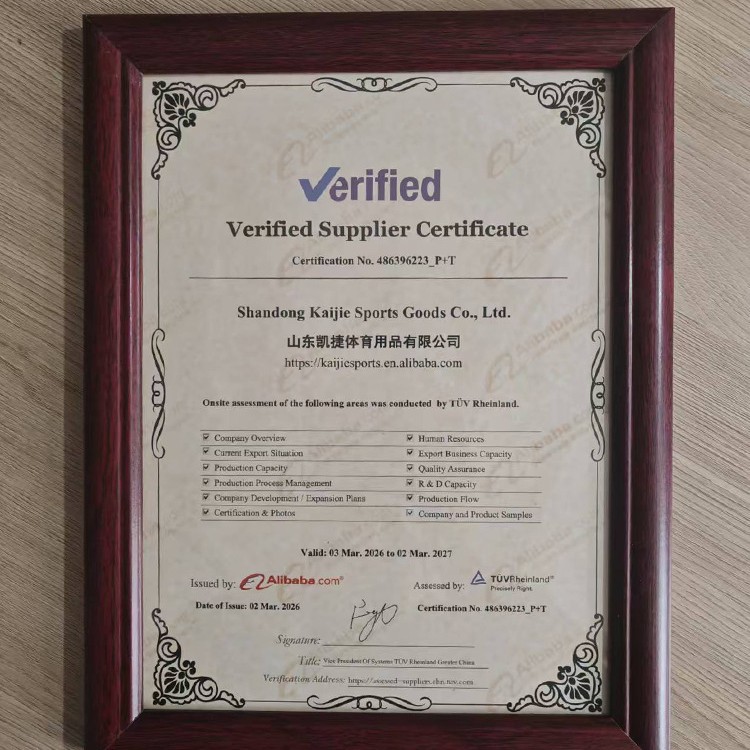 Verified
Verified Supplier Certificate
Certification No. 486396223_P+T
Shandong Kaijie Sports Goods Co., Ltd.
山东凯捷体育用品有限公司
https://kaijiesports.en.alibaba.com
Onsite assessment of the following areas was conducted by TÜV Rheinland.
Company Overview
Human Resources
Current Export Situation
Export Business Capacity
Production Capacity
Quality Assurance
Production Process Management
R & D Capacity
Company Development / Expansion Plans
Production Flow
Certification & Photos
Company and Product Samples
Valid: 03 Mar. 2026 to 02 Mar. 2027
Issued by: Alibaba.com®
Assessed by: TÜVRheinland®
Precisely Right.
Date of Issue: 02 Mar. 2026
Certification No. 486396223_P+T
Signature:
Title: Vice President Of Systems TÜV Rheinland Greater China
Verification Address: suppliers.chn.tuv.com